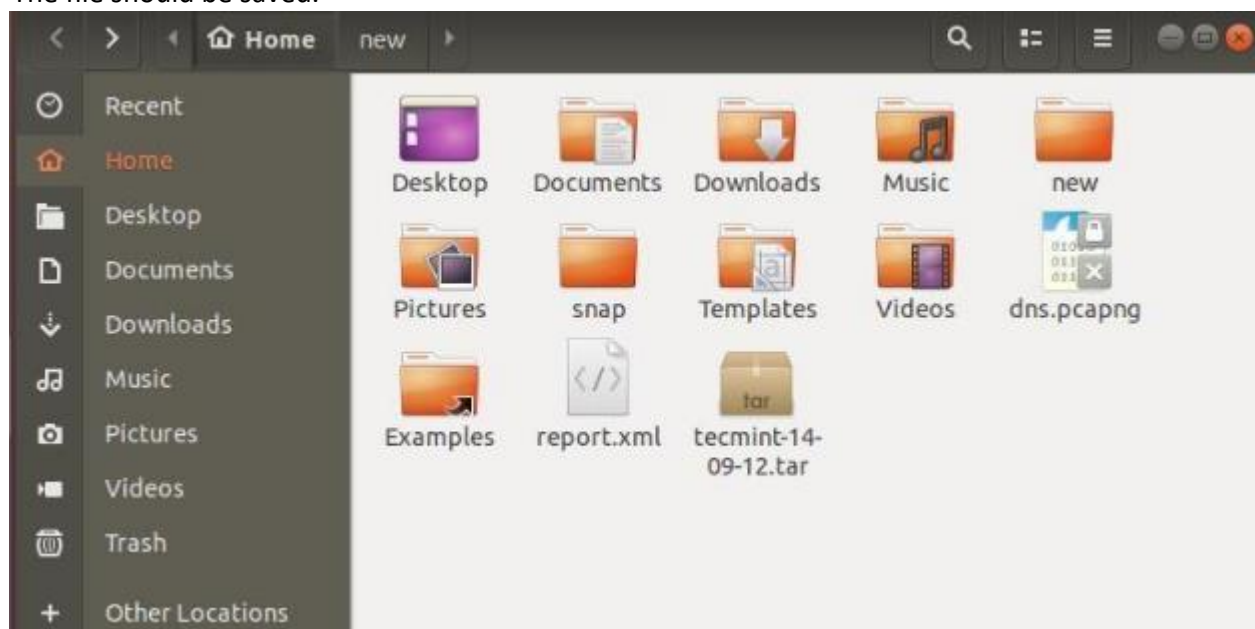 The file should be saved.
Home new
Recent
Home
Desktop
Documents
Downloads
Music
Pictures
Videos
Trash
Other Locations
Desktop Documents Downloads Music new
Pictures snap Templates Videos dns.pcapng
tar
Examples report.xml tecmint-14-
09-12.tar